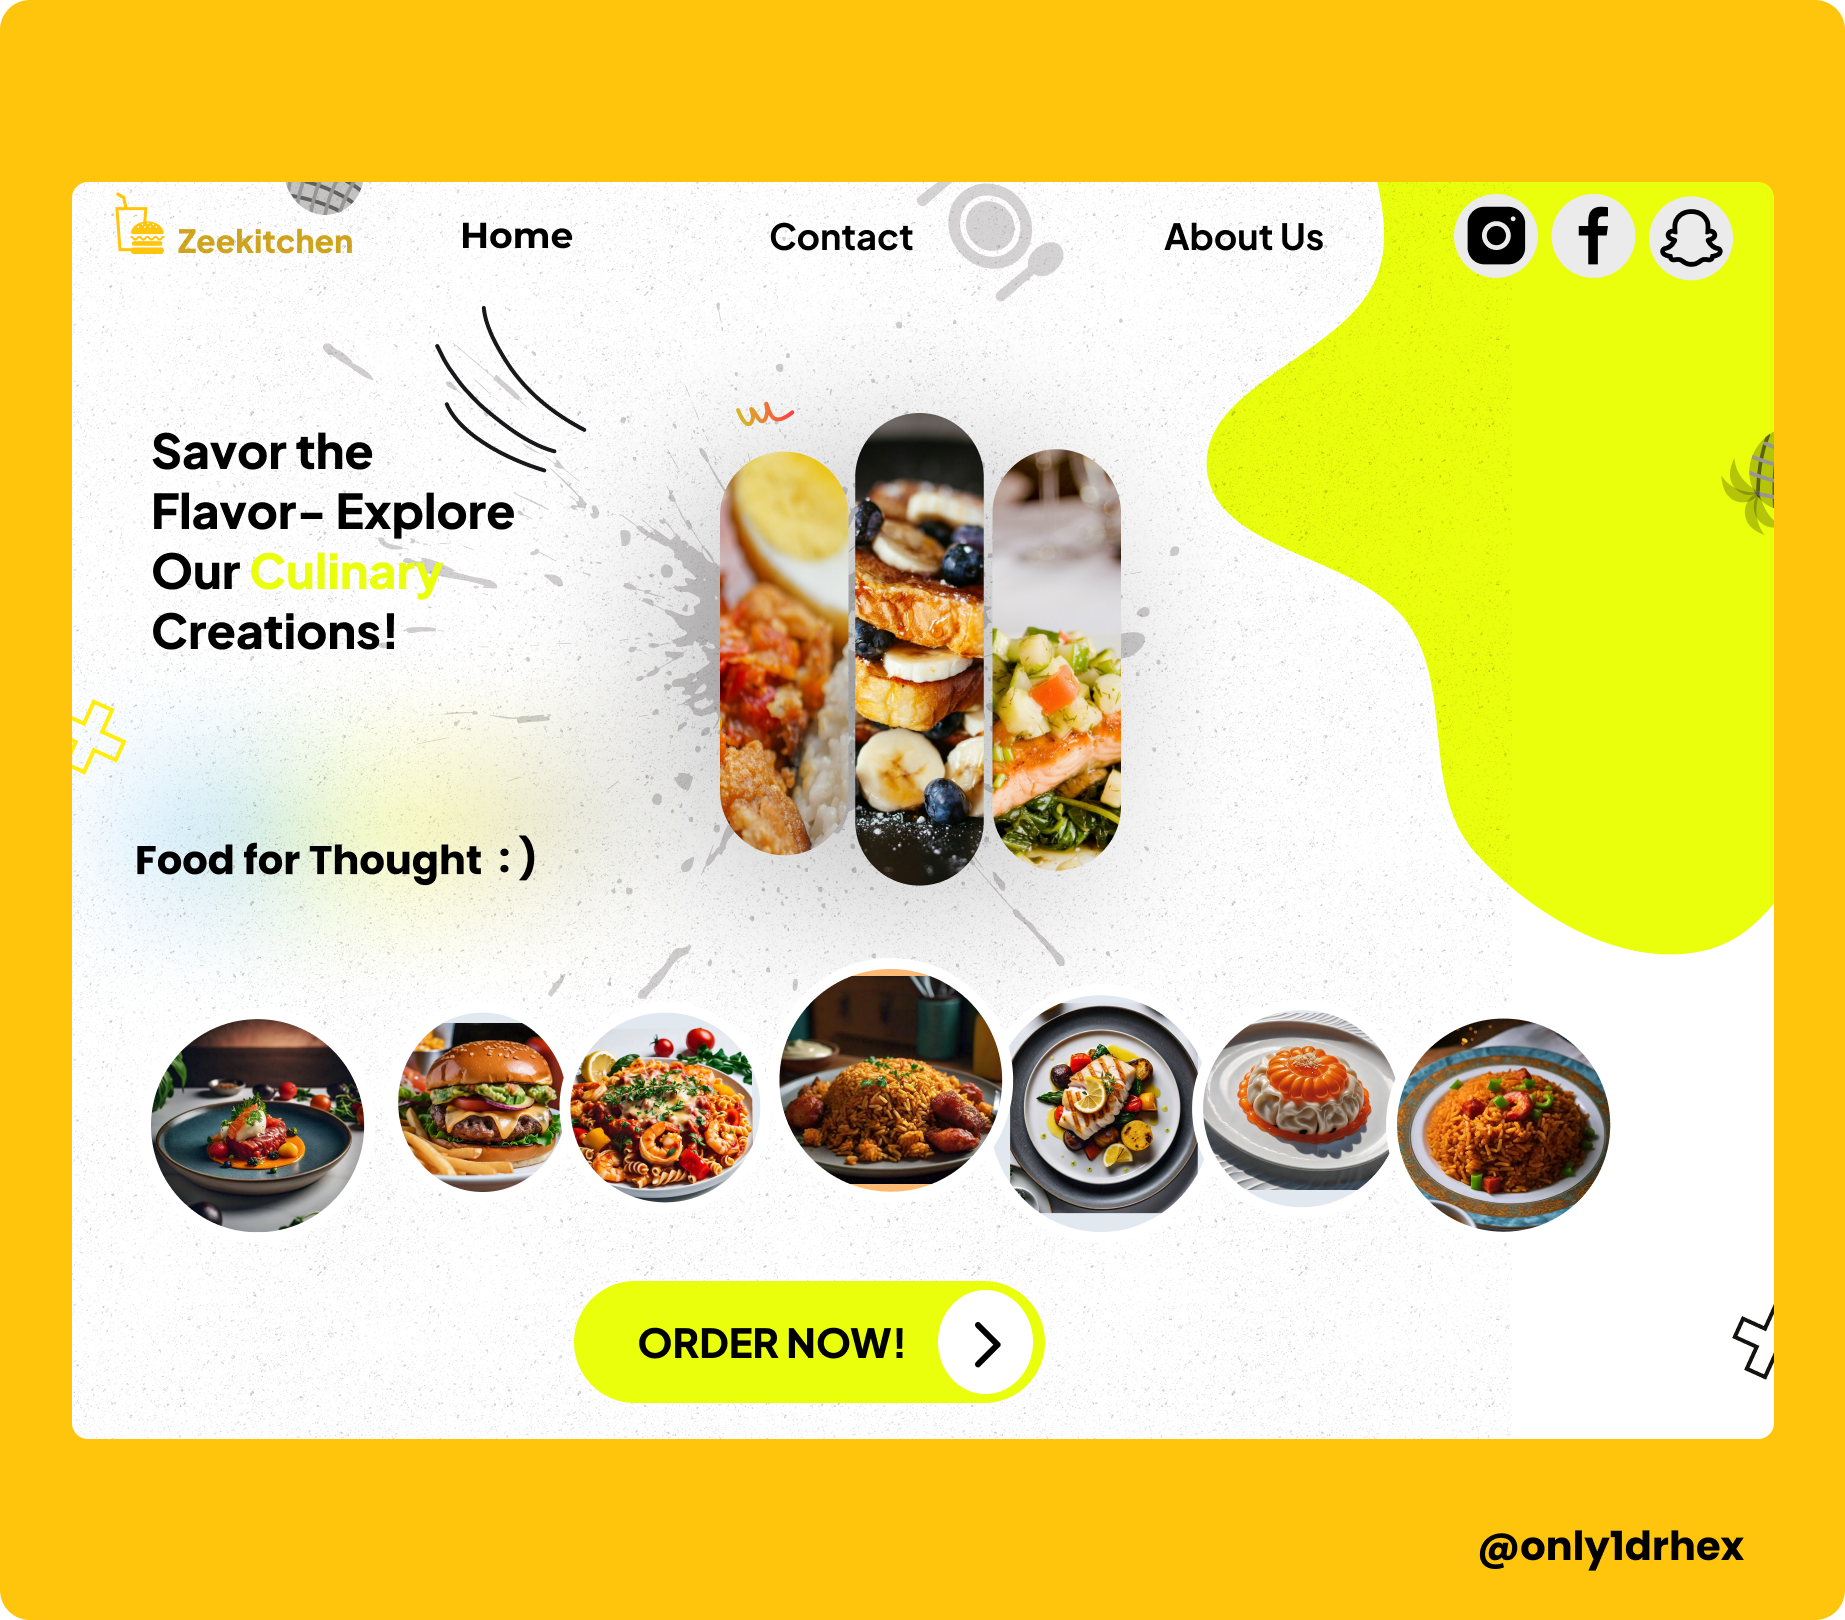 Zeekitchen
Home
Contact
About Us
Savor the
Flavor- Explore
Our Culinary
Creations!
Food for Thought :)
ORDER NOW!
@only1drhex